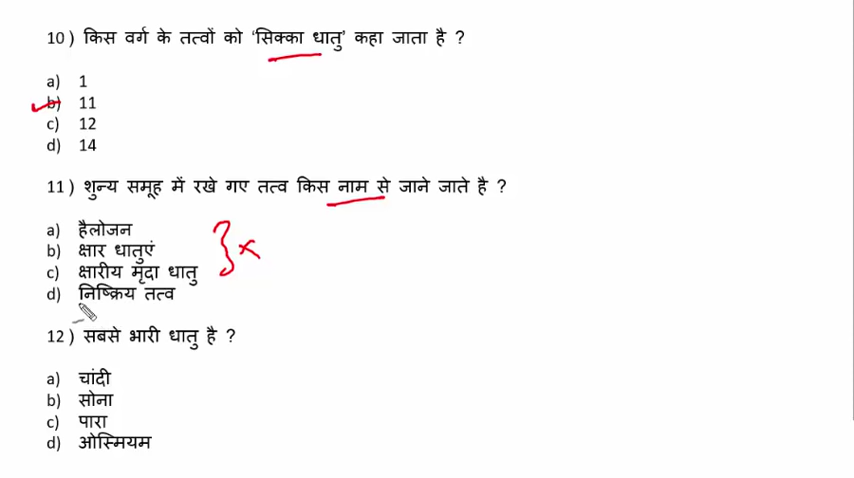 10) किस वर्ग के तत्वों को 'सिक्का धातु' कहा जाता है ?
a) 1
b) 11
c) 12
d) 14
11) शुन्य समूह में रखे गए तत्व किस नाम से जाने जाते है ?
a) हैलोजन
b) क्षार धातुएं
c) क्षारीय मृदा धातु
d) निष्क्रिय तत्व
12) सबसे भारी धातु है ?
a) चांदी
b) सोना
c) पारा
d) ओस्मियम